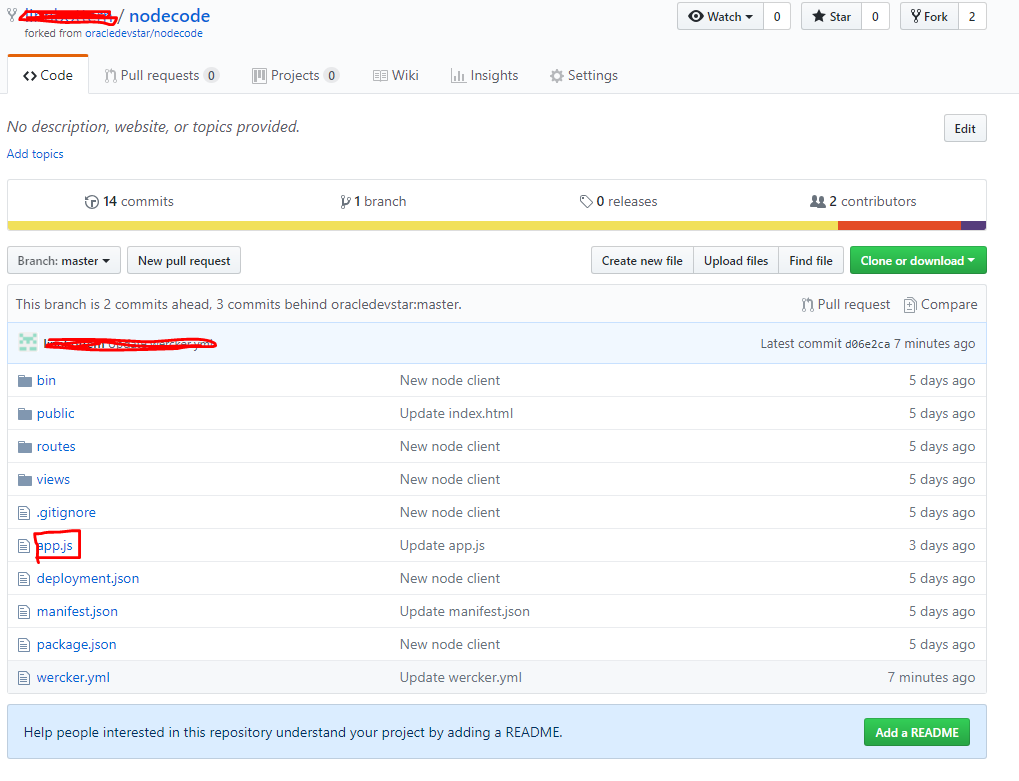 / nodecode
forked from oracledevstar/nodecode
Watch 0 Star 0 Fork 2
Code Pull requests 0 Projects 0 Wiki Insights Settings
No description, website, or topics provided.
Edit
Add topics
14 commits 1 branch 0 releases 2 contributors
Branch: master New pull request Create new file Upload files Find file Clone or download
This branch is 2 commits ahead, 3 commits behind oracledevstar:master. Pull request Compare
Latest commit d06e2ca 7 minutes ago
bin New node client 5 days ago
public Update index.html 5 days ago
routes New node client 5 days ago
views New node client 5 days ago
.gitignore New node client 5 days ago
app.js Update app.js 3 days ago
deployment.json New node client 5 days ago
manifest.json Update manifest.json 5 days ago
package.json New node client 5 days ago
wercker.yml Update wercker.yml 7 minutes ago
Help people interested in this repository understand your project by adding a README. Add a README